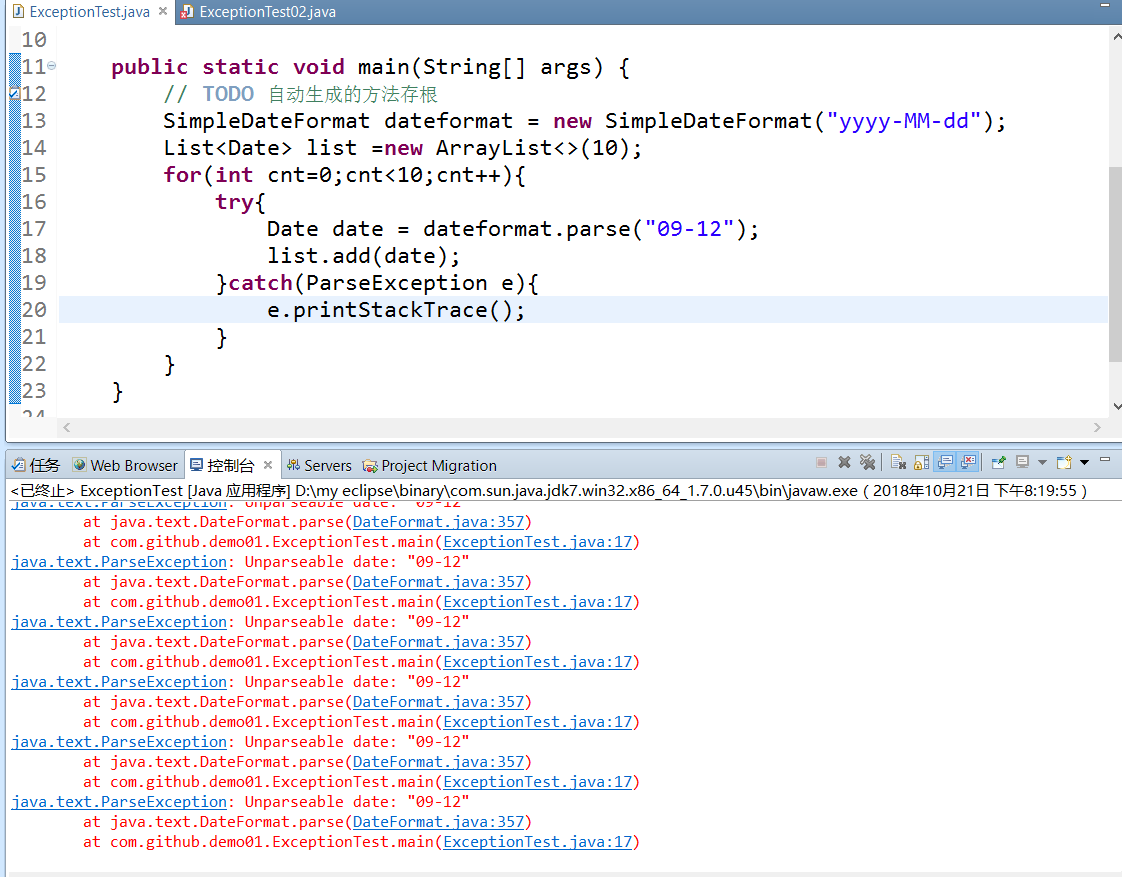 ExceptionTest.java ExceptionTest02.java
10
11 public static void main(String[] args) {
12 // TODO 自动生成的方法存根
13 SimpleDateFormat dateformat = new SimpleDateFormat("yyyy-MM-dd");
14 List<Date> list =new ArrayList<>(10);
15 for(int cnt=0;cnt<10;cnt++){
16 try{
17 Date date = dateformat.parse("09-12");
18 list.add(date);
19 }catch(ParseException e){
20 e.printStackTrace();
21 }
22 }
23 }
24
任务 Web Browser 控制台 Servers Project Migration
<已终止> ExceptionTest [Java 应用程序] D:\my eclipse\binary\com.sun.java.jdk7.win32.x86_64_1.7.0.u45\bin\javaw.exe ( 2018年10月21日 下午8:19:55 )
java.text.ParseException: Unparseable date: "09-12"
at java.text.DateFormat.parse(DateFormat.java:357)
at com.github.demo01.ExceptionTest.main(ExceptionTest.java:17)
java.text.ParseException: Unparseable date: "09-12"
at java.text.DateFormat.parse(DateFormat.java:357)
at com.github.demo01.ExceptionTest.main(ExceptionTest.java:17)
java.text.ParseException: Unparseable date: "09-12"
at java.text.DateFormat.parse(DateFormat.java:357)
at com.github.demo01.ExceptionTest.main(ExceptionTest.java:17)
java.text.ParseException: Unparseable date: "09-12"
at java.text.DateFormat.parse(DateFormat.java:357)
at com.github.demo01.ExceptionTest.main(ExceptionTest.java:17)
java.text.ParseException: Unparseable date: "09-12"
at java.text.DateFormat.parse(DateFormat.java:357)
at com.github.demo01.ExceptionTest.main(ExceptionTest.java:17)
java.text.ParseException: Unparseable date: "09-12"
at java.text.DateFormat.parse(DateFormat.java:357)
at com.github.demo01.ExceptionTest.main(ExceptionTest.java:17)